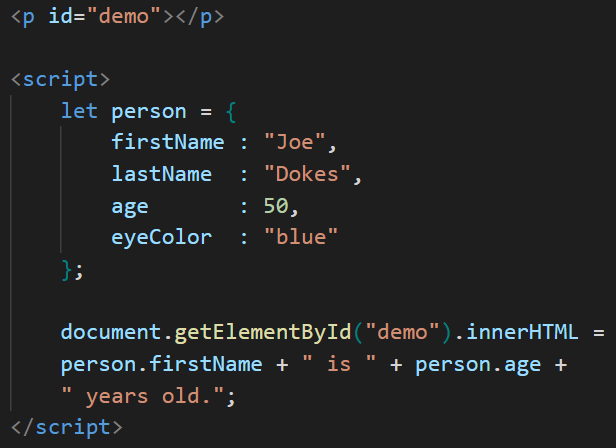 <p id="demo"></p>
<script>
let person = {
firstName : "Joe",
lastName  : "Dokes",
age       : 50,
eyeColor  : "blue"
};
document.getElementById("demo").innerHTML =
person.firstName + " is " + person.age +
" years old.";
</script>